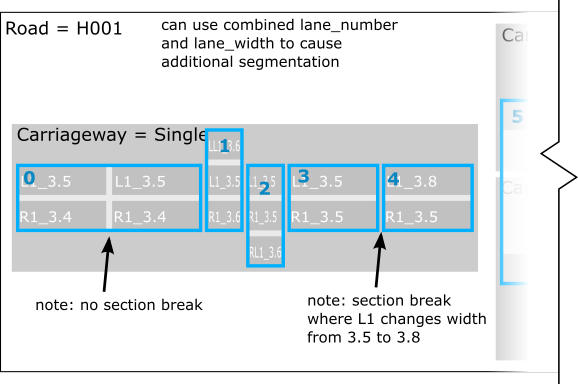 Road = H001
can use combined lane_number
and lane_width to cause
additional segmentation
Ca
Carriageway = Single
1
LL1_3.6
5
0
L1_3.5
L1_3.5
L1_3.5
2
L1_3.5
3
L1_3.5
4
L1_3.8
Ca
R1_3.4
R1_3.4
R1_3.6
R1_3.5
R1_3.5
R1_3.5
RL1_3.6
note: no section break
note: section break
where L1 changes width
from 3.5 to 3.8